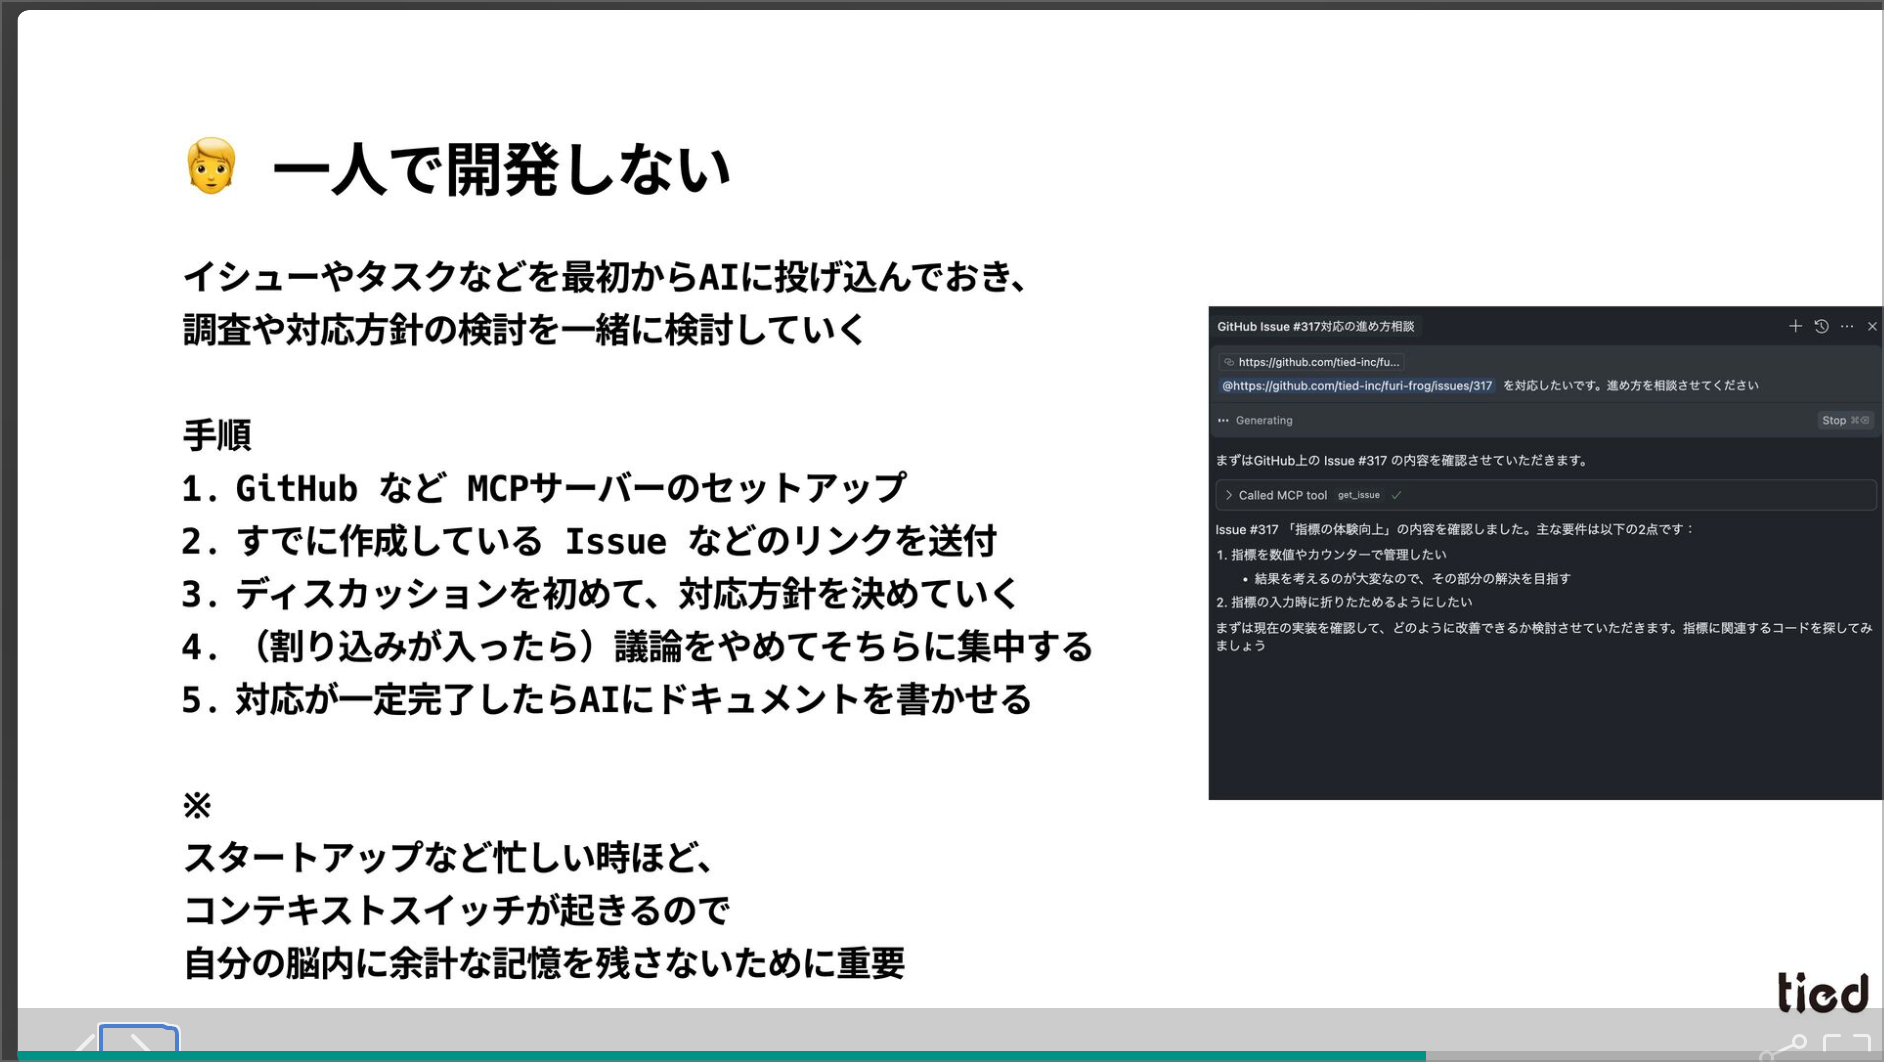 一人で開発しない
イシューやタスクなどを最初からAIに投げ込んでおき、
調査や対応方針の検討を一緒に検討していく
手順
1. GitHub など MCPサーバーのセットアップ
2. すでに作成している Issue などのリンクを送付
3. ディスカッションを初めて、対応方針を決めていく
4. （割り込みが入ったら）議論をやめてそちらに集中する
5. 対応が一定完了したらAIにドキュメントを書かせる
※
スタートアップなど忙しい時ほど、
コンテキストスイッチが起きるので
自分の脳内に余計な記憶を残さないために重要
GitHub Issue #317対応の進め方相談
https://github.com/tied-inc/fu...
@https://github.com/tied-inc/furi-frog/issues/317 を対応したいです。進め方を相談させてください
Generating
Stop ⌘⌫
まずはGitHub上の Issue #317 の内容を確認させていただきます。
Called MCP tool get_issue
Issue #317 「指標の体験向上」の内容を確認しました。主な要件は以下の2点です：
1. 指標を数値やカウンターで管理したい
• 結果を考えるのが大変なので、その部分の解決を目指す
2. 指標の入力時に折りたためるようにしたい
まずは現在の実装を確認して、どのように改善できるか検討させていただきます。指標に関連するコードを探してみ
ましょう
tied